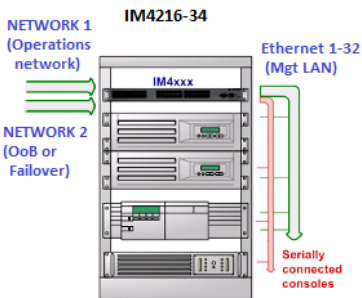 IM4216-34
NETWORK 1
(Operations
network)
Ethernet 1-32
(Mgt LAN)
IM4xxx
NETWORK 2
(OoB or
Failover)
Serially
connected
consoles